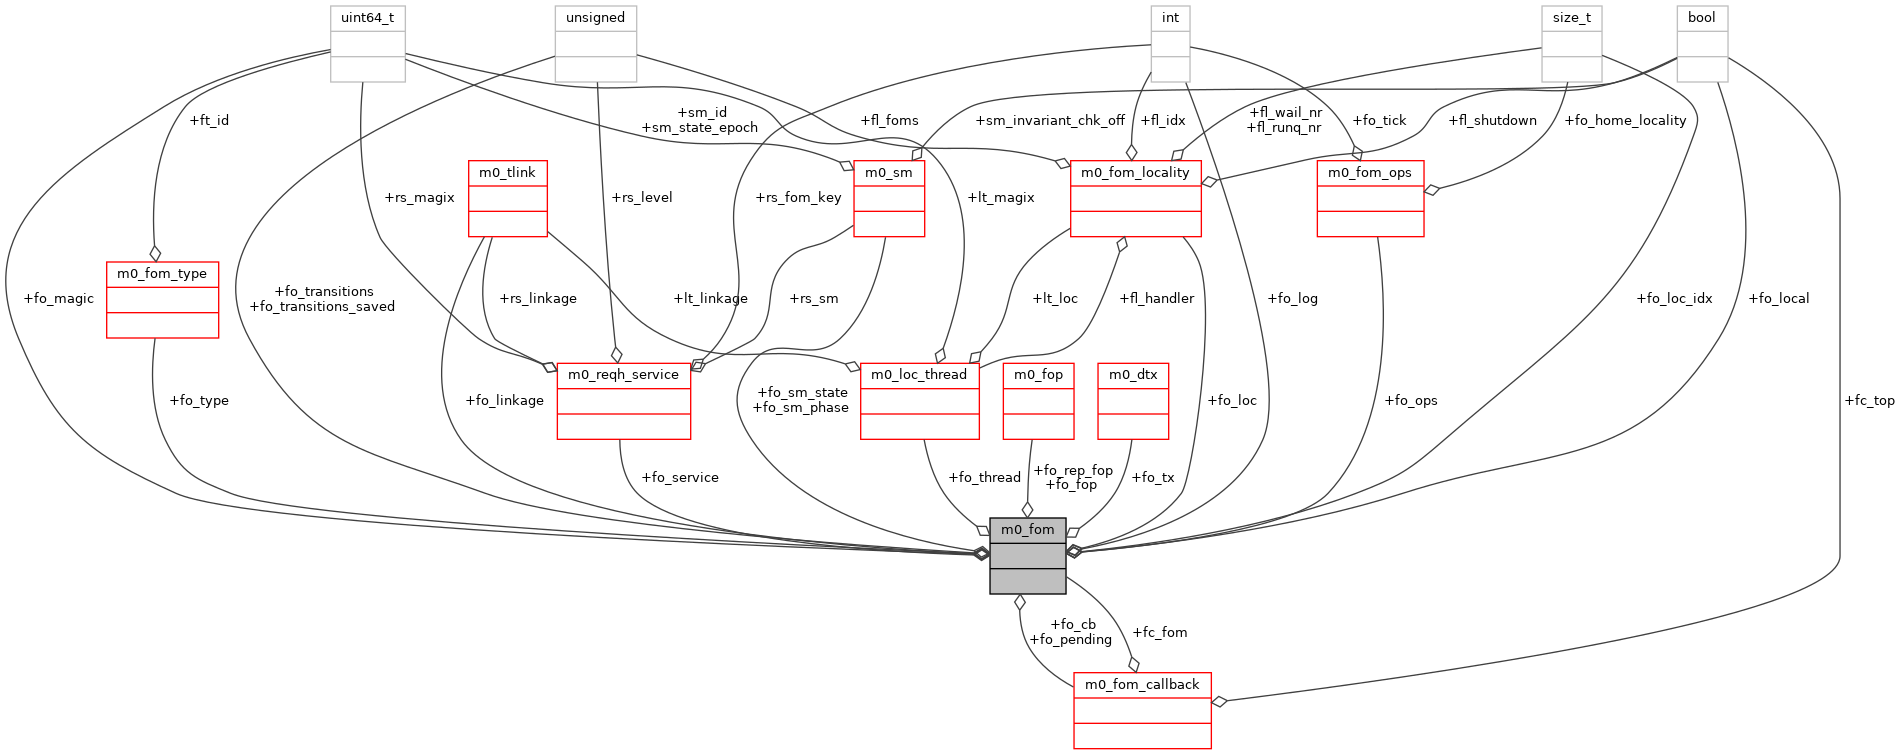 uint64_t
unsigned
int
size_t
bool
+ft_id
+sm_id
+sm_state_epoch
+fl_foms
+sm_invariant_chk_off
+fl_idx
+fl_wail_nr
+fl_runq_nr
+fo_tick
+fl_shutdown
+fo_home_locality
m0_tlink
m0_sm
m0_fom_locality
m0_fom_ops
+rs_magix
+rs_level
+rs_fom_key
+lt_magix
m0_fom_type
+fo_magic
+fo_transitions
+fo_transitions_saved
+rs_linkage
+lt_linkage
+rs_sm
+lt_loc
+fl_handler
+fo_log
+fo_loc_idx
+fo_local
m0_reqh_service
m0_loc_thread
m0_fop
m0_dtx
+fo_type
+fo_linkage
+fo_sm_state
+fo_sm_phase
+fo_loc
+fo_ops
+fc_top
+fo_service
+fo_thread
+fo_rep_fop
+fo_fop
+fo_tx
m0_fom
+fo_cb
+fo_pending
+fc_fom
m0_fom_callback